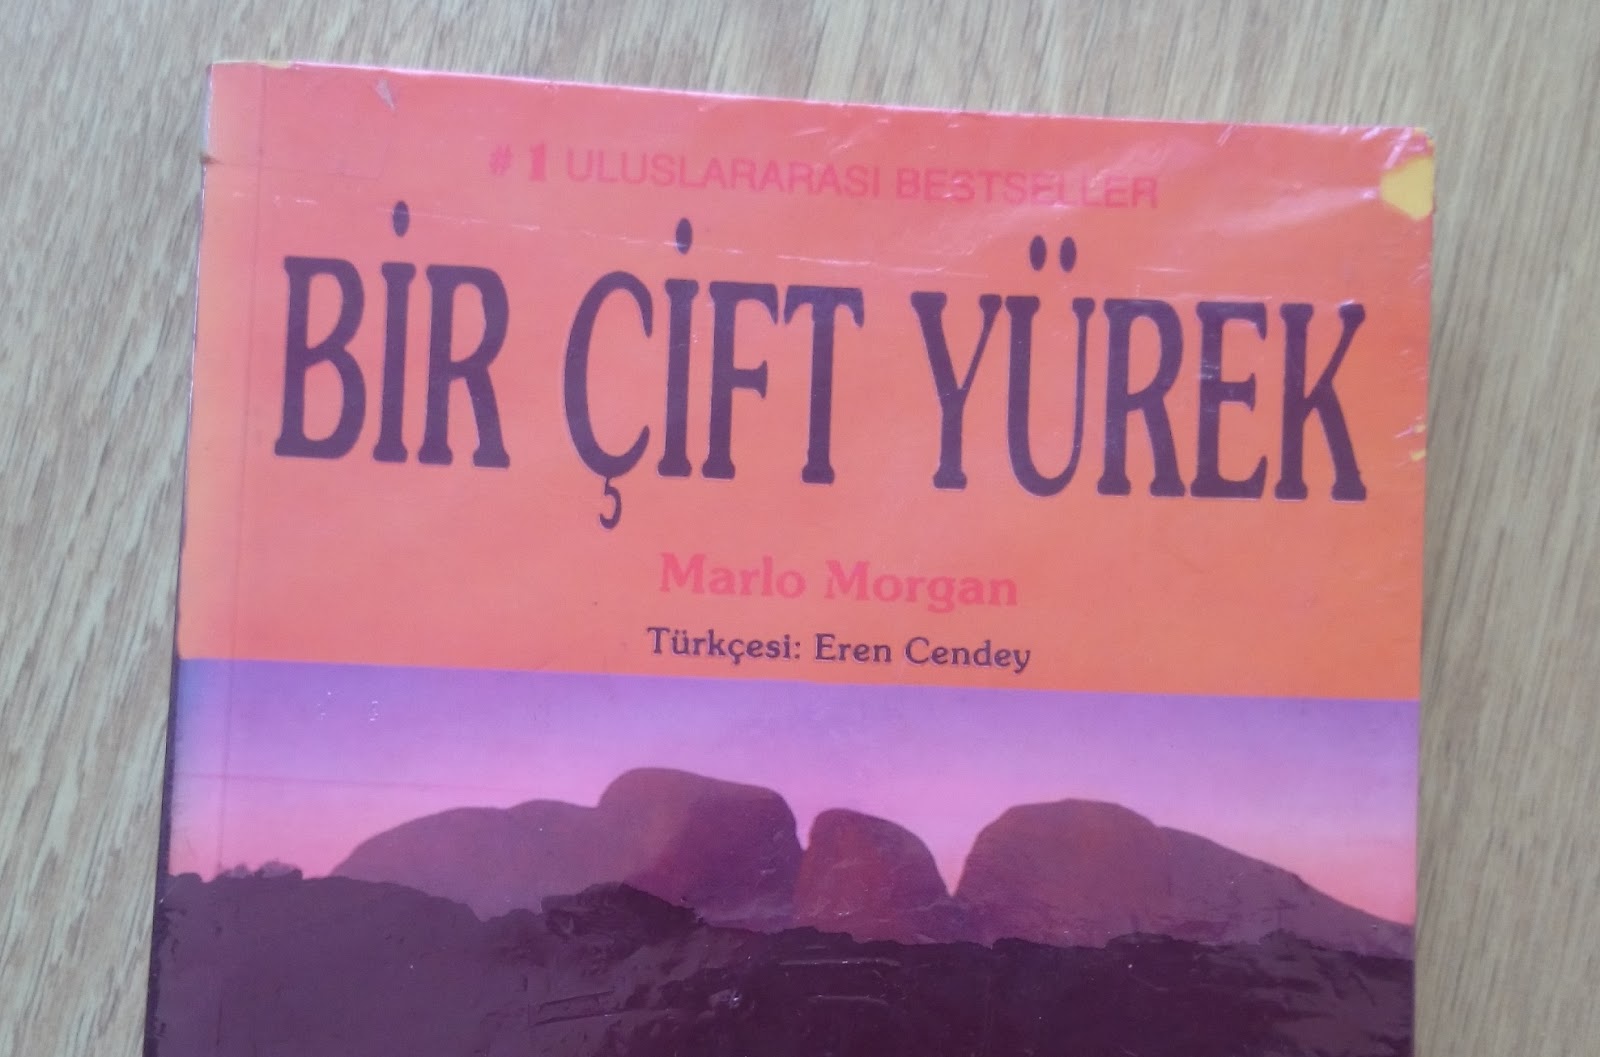 # 1 ULUSLARARASI BESTSELLER
BİR ÇİFT YÜREK
Marlo Morgan
Türkçesi: Eren Cendey